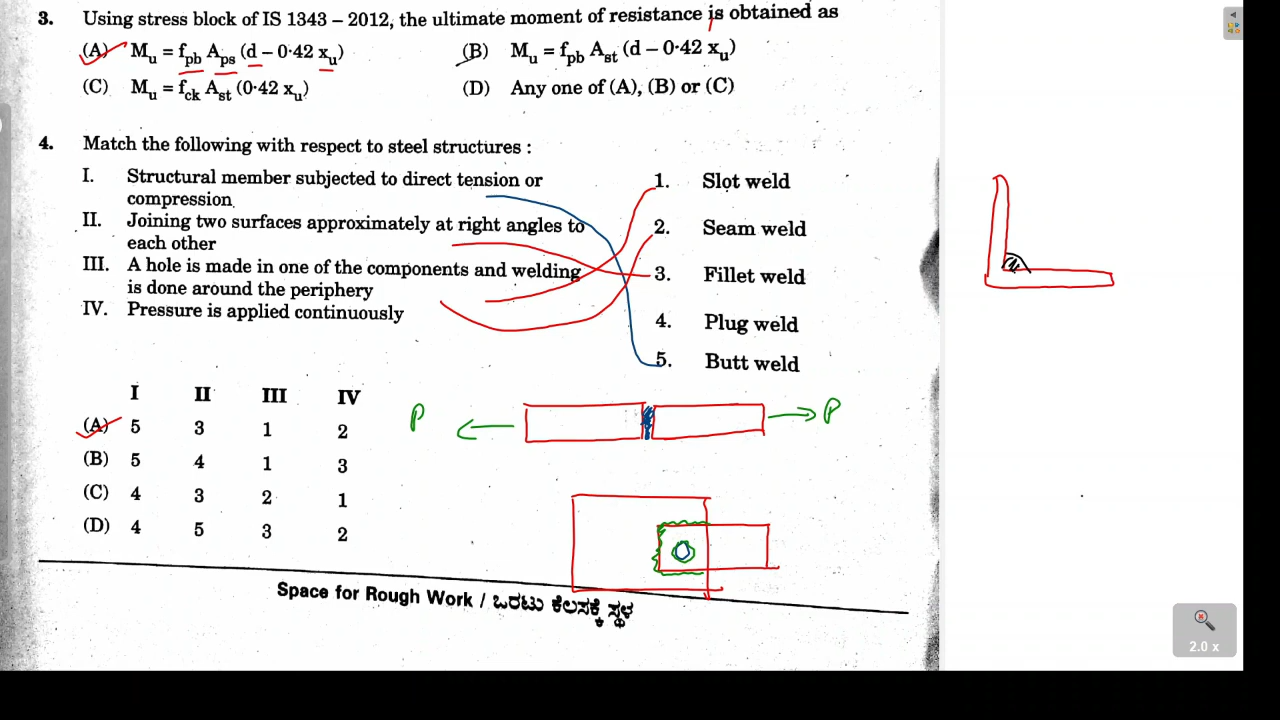 3. Using stress block of IS 1343 – 2012, the ultimate moment of resistance is obtained as
(A) Mu = fpb Aps (d – 0·42 xu) (B) Mu = fpb Ast (d – 0·42 xu)
(C) Mu = fck Ast (0·42 xu) (D) Any one of (A), (B) or (C)
4. Match the following with respect to steel structures :
I. Structural member subjected to direct tension or 1. Slot weld
compression
II. Joining two surfaces approximately at right angles to 2. Seam weld
each other
III. A hole is made in one of the components and welding 3. Fillet weld
is done around the periphery
IV. Pressure is applied continuously 4. Plug weld
5. Butt weld
I II III IV
(A) 5 3 1 2
(B) 5 4 1 3
(C) 4 3 2 1
(D) 4 5 3 2
P P
Space for Rough Work / ಒರಟು ಕೆಲಸಕ್ಕೆ ಸ್ಥಳ
2.0 x